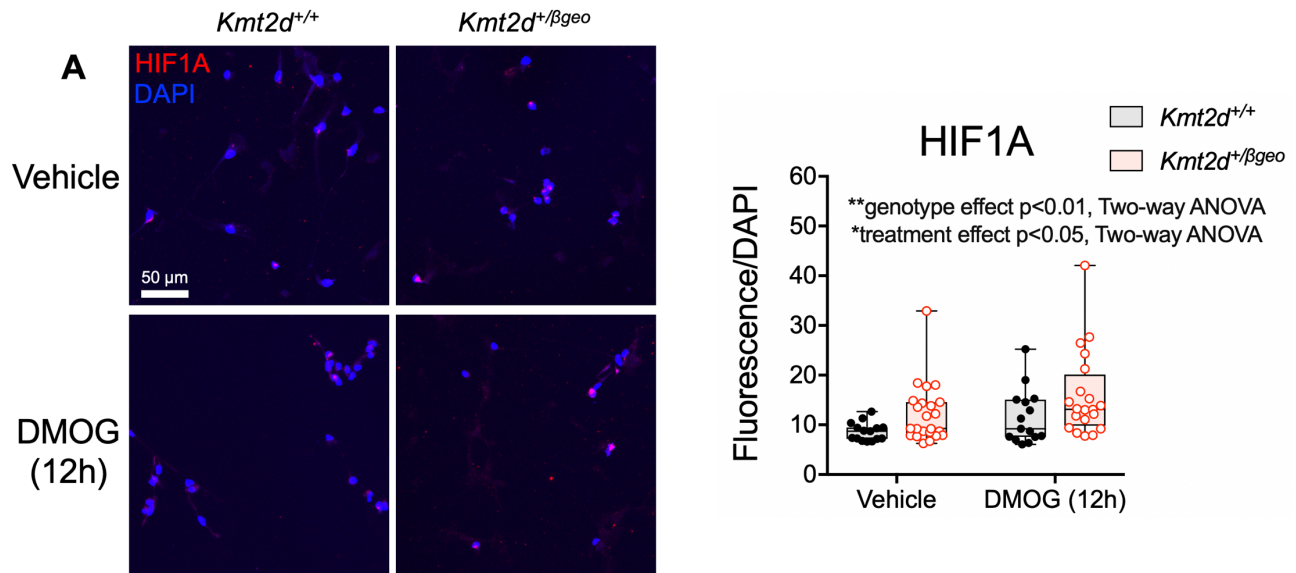 Kmt2d+/+
Kmt2d+/βgeo
A
HIF1A
DAPI
Vehicle
50 µm
DMOG
(12h)
Kmt2d+/+
Kmt2d+/βgeo
HIF1A
**genotype effect p<0.01, Two-way ANOVA
*treatment effect p<0.05, Two-way ANOVA
Fluorescence/DAPI
60
50
40
30
20
10
0
Vehicle
DMOG (12h)